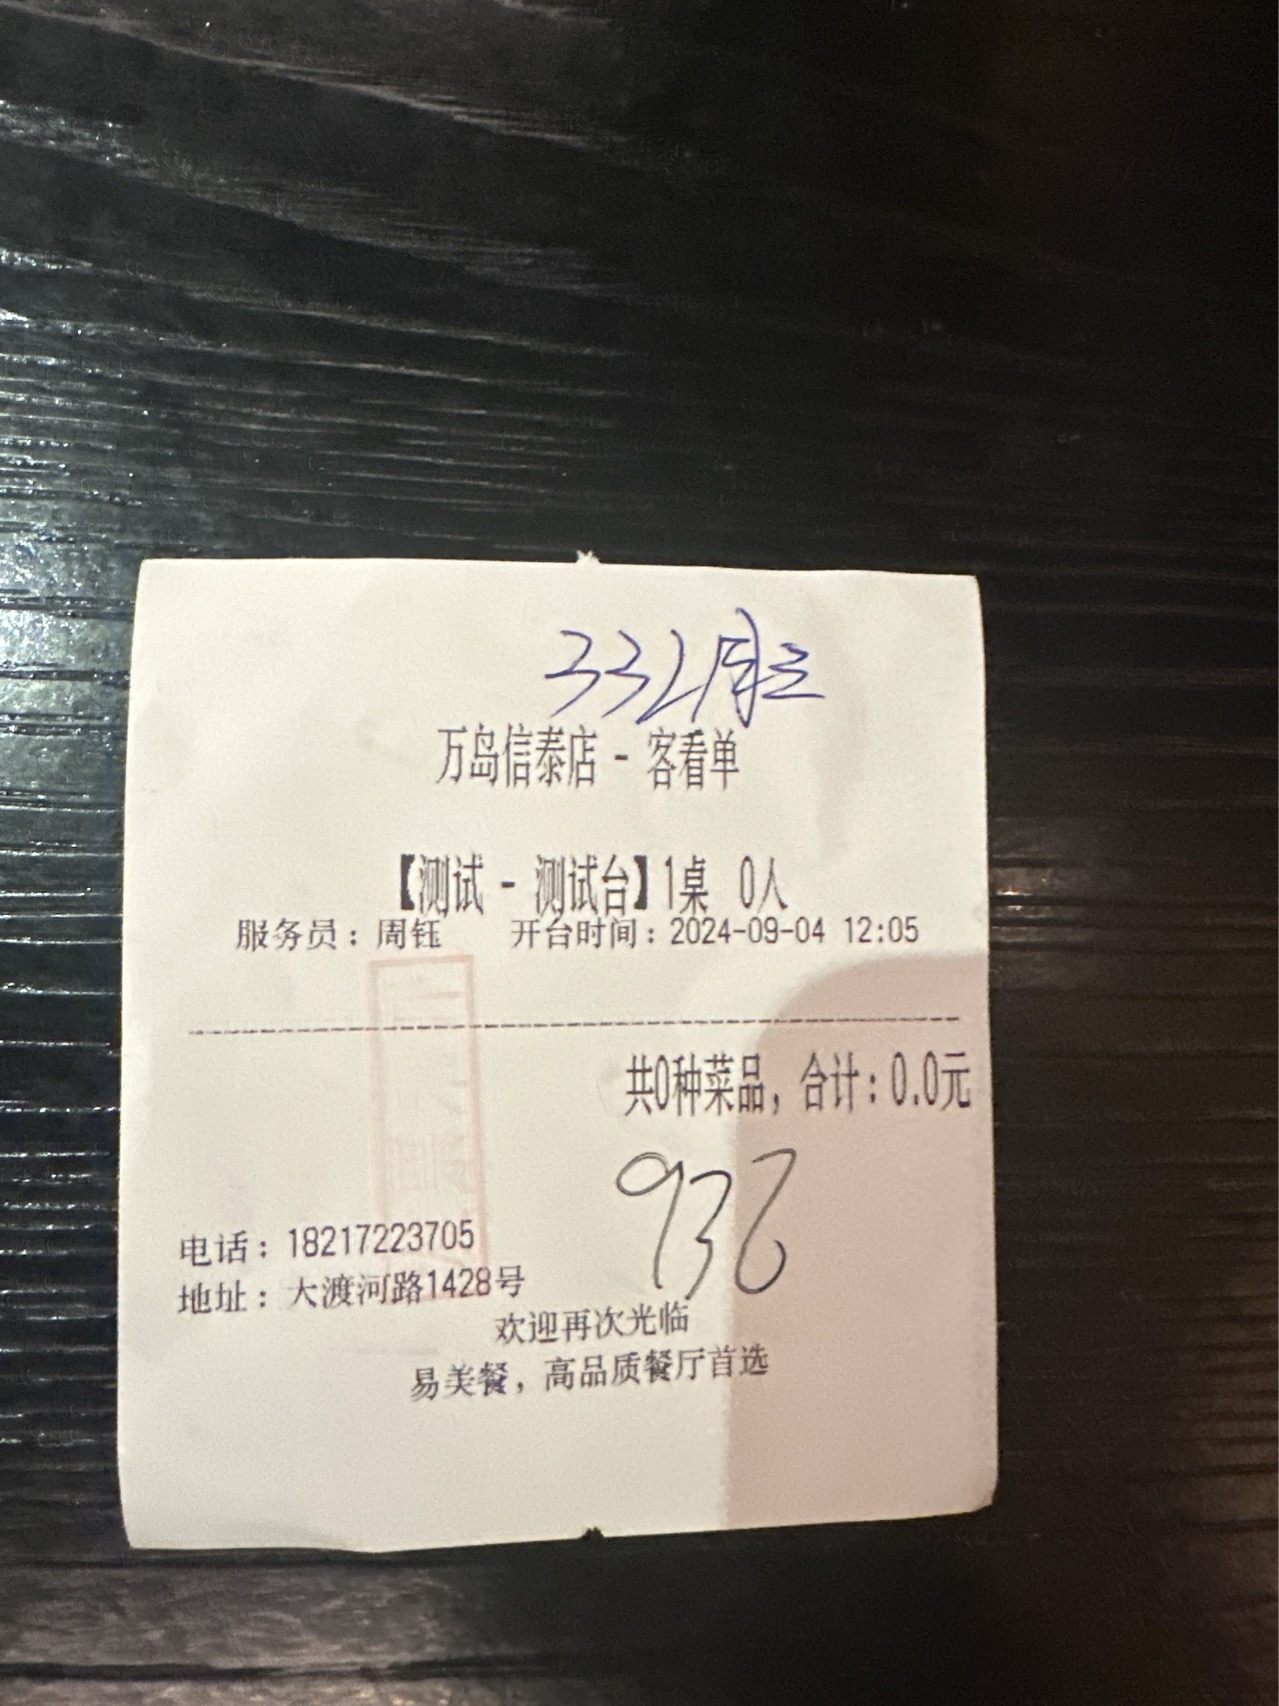 332
万岛信泰店 - 客看单
【测试 - 测试台】1桌 0人
服务员：周钰 开台时间：2024-09-04 12:05
共0种菜品，合计：0.0元
936
电话：18217223705
地址：大渡河路1428号
欢迎再次光临
易美餐，高品质餐厅首选